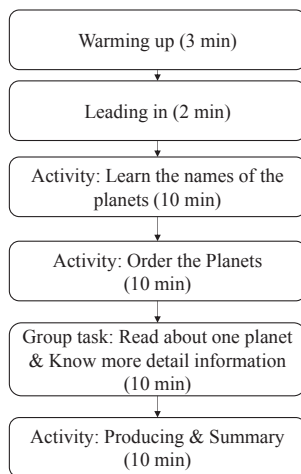 Warming up (3 min)
Leading in (2 min)
Activity: Learn the names of the
planets (10 min)
Activity: Order the Planets
(10 min)
Group task: Read about one planet
& Know more detail information
(10 min)
Activity: Producing & Summary
(10 min)